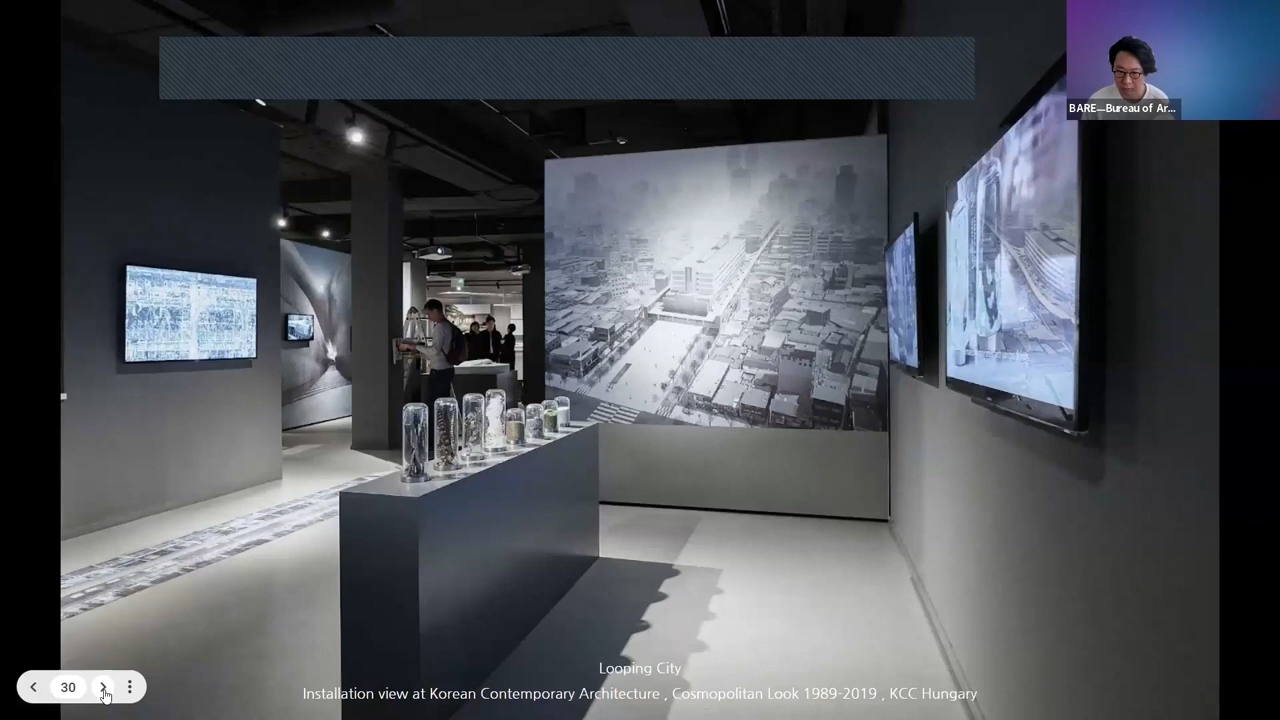 BARE—Bureau of Ar...
30
Looping City
Installation view at Korean Contemporary Architecture , Cosmopolitan Look 1989-2019 , KCC Hungary